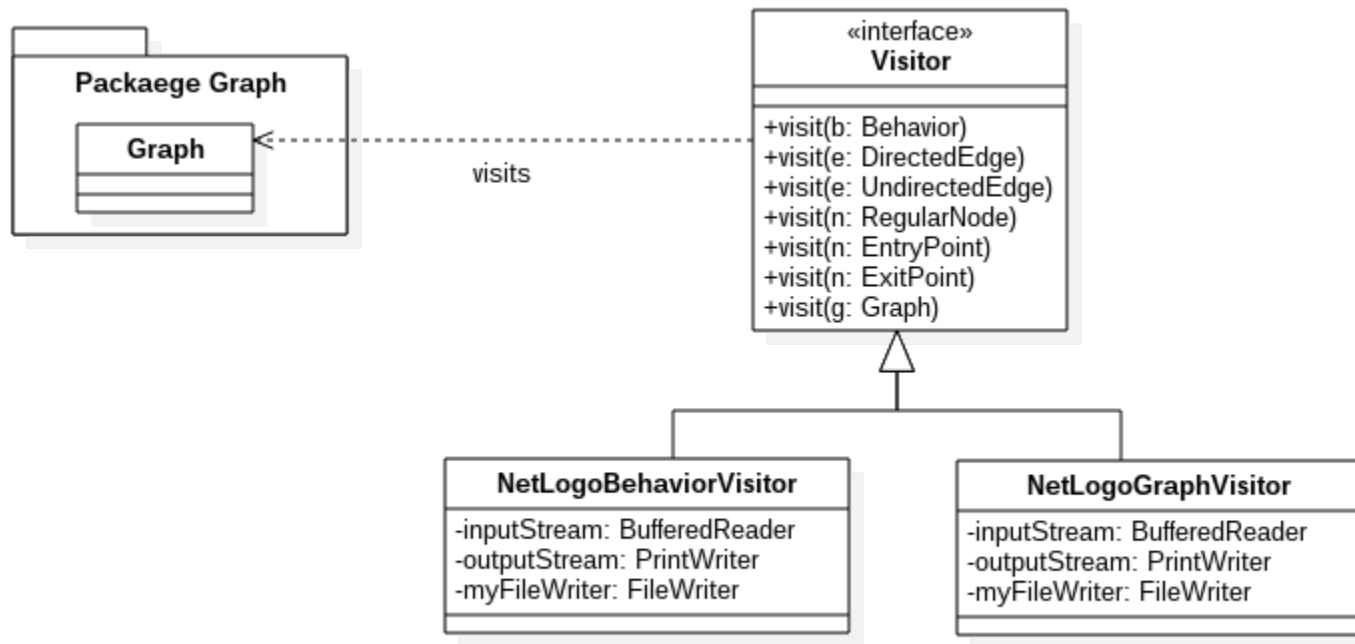 Packaege Graph
Graph
visits
«interface»
Visitor
+visit(b: Behavior)
+visit(e: DirectedEdge)
+visit(e: UndirectedEdge)
+visit(n: RegularNode)
+visit(n: EntryPoint)
+visit(n: ExitPoint)
+visit(g: Graph)
NetLogoBehaviorVisitor
-inputStream: BufferedReader
-outputStream: PrintWriter
-myFileWriter: FileWriter
NetLogoGraphVisitor
-inputStream: BufferedReader
-outputStream: PrintWriter
-myFileWriter: FileWriter